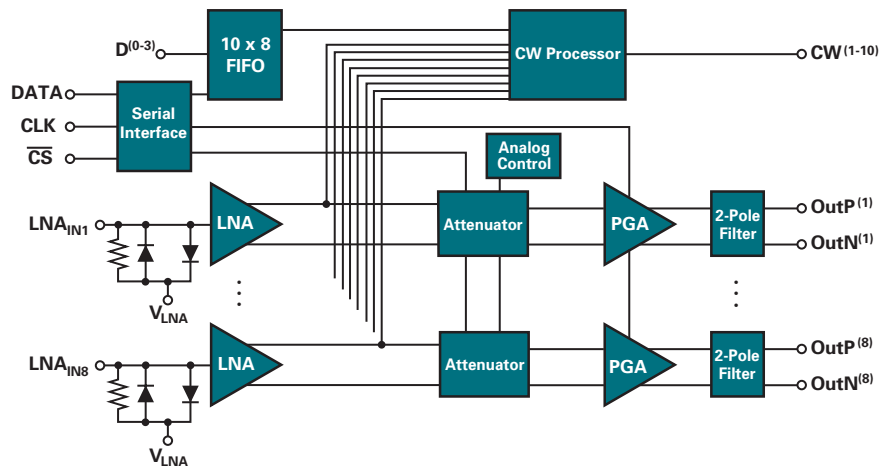 D(0-3)
10 x 8
FIFO
CW Processor
CW(1-10)
DATA
CLK
CS
Serial
Interface
Analog
Control
LNAIN1
LNA
Attenuator
PGA
2-Pole
Filter
OutP(1)
OutN(1)
VLNA
LNAIN8
LNA
Attenuator
PGA
2-Pole
Filter
OutP(8)
OutN(8)
VLNA